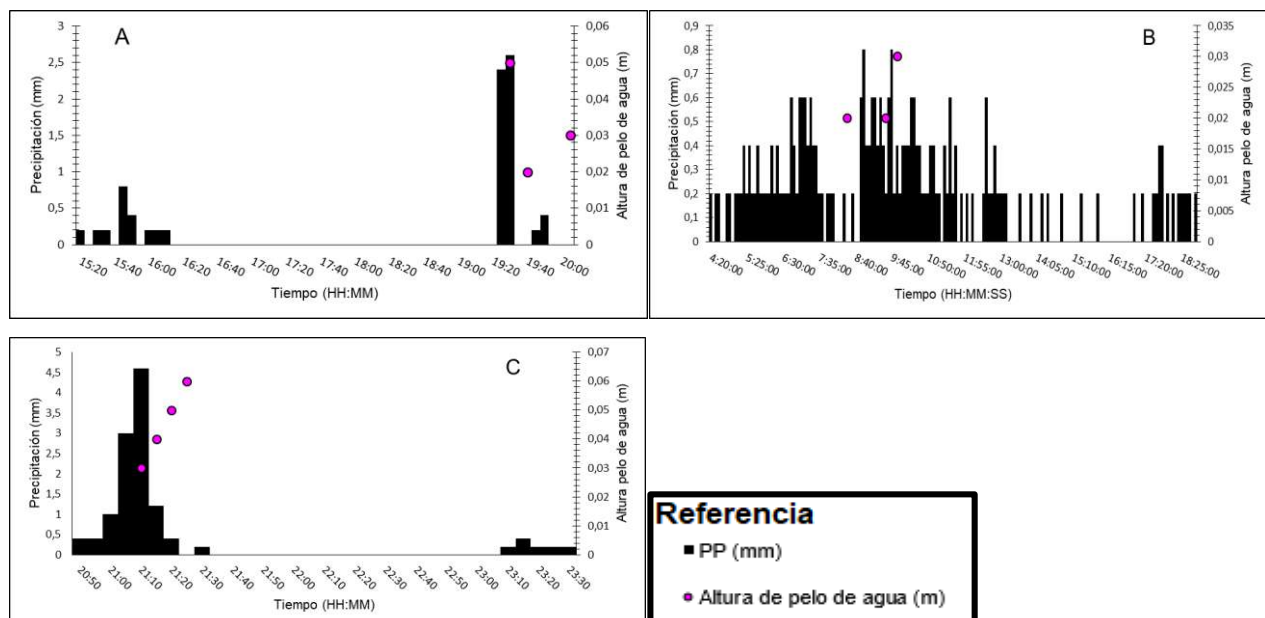 A
Precipitación (mm)
3
2,5
2
1,5
1
0,5
0
0,06
0,05
0,04
0,03
0,02
0,01
0
Altura de pelo de agua (m)
15:20 15:40 16:00 16:20 16:40 17:00 17:20 17:40 18:00 18:20 18:40 19:00 19:20 19:40 20:00
Tiempo (HH:MM)
B
Precipitación (mm)
0,9
0,8
0,7
0,6
0,5
0,4
0,3
0,2
0,1
0
0,035
0,03
0,025
0,02
0,015
0,01
0,005
0
Altura pelo de agua (m)
4:20:00 5:25:00 6:30:00 7:35:00 8:40:00 9:45:00 10:50:00 11:55:00 13:00:00 14:05:00 15:10:00 16:15:00 17:20:00 18:25:00
Tiempo (HH:MM:SS)
C
Precipitación (mm)
5
4,5
4
3,5
3
2,5
2
1,5
1
0,5
0
0,07
0,06
0,05
0,04
0,03
0,02
0,01
0
Altura pelo de agua (m)
20:50 21:00 21:10 21:20 21:30 21:40 21:50 22:00 22:10 22:20 22:30 22:40 22:50 23:00 23:10 23:20 23:30
Tiempo (HH:MM)
Referencia
PP (mm)
Altura de pelo de agua (m)